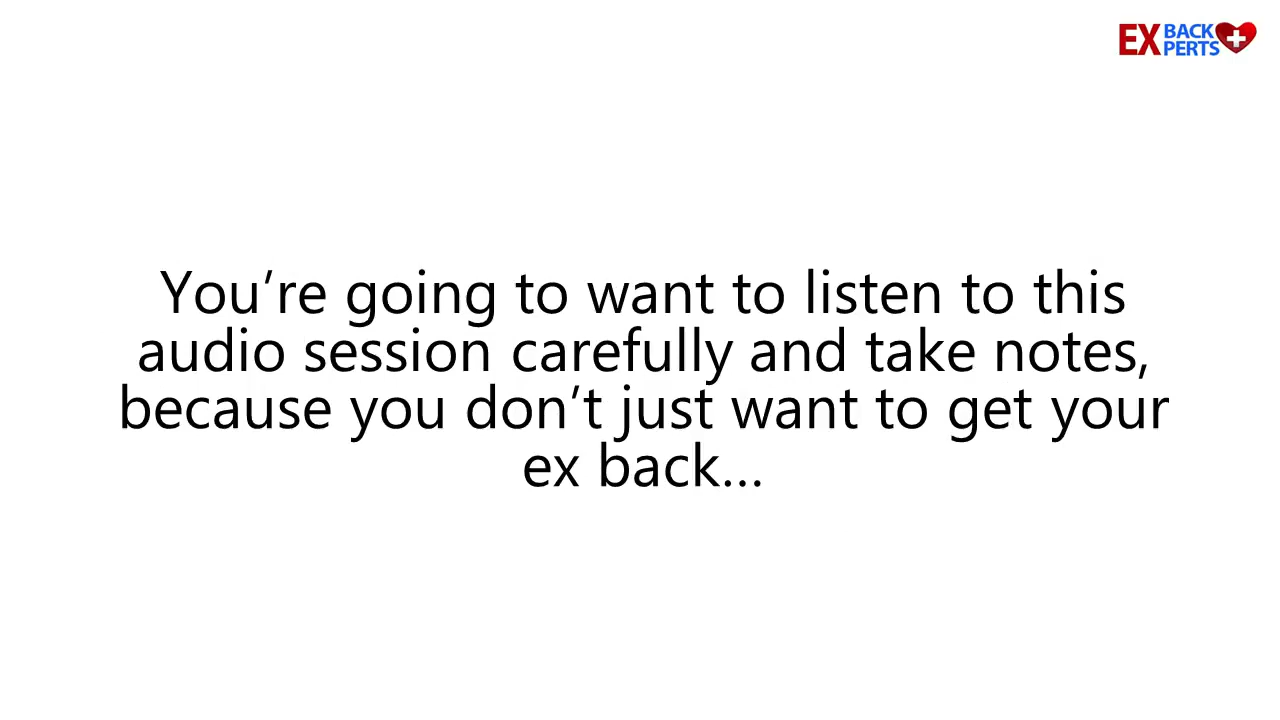 EX BACK
PERTS
You’re going to want to listen to this
audio session carefully and take notes,
because you don’t just want to get your
ex back…